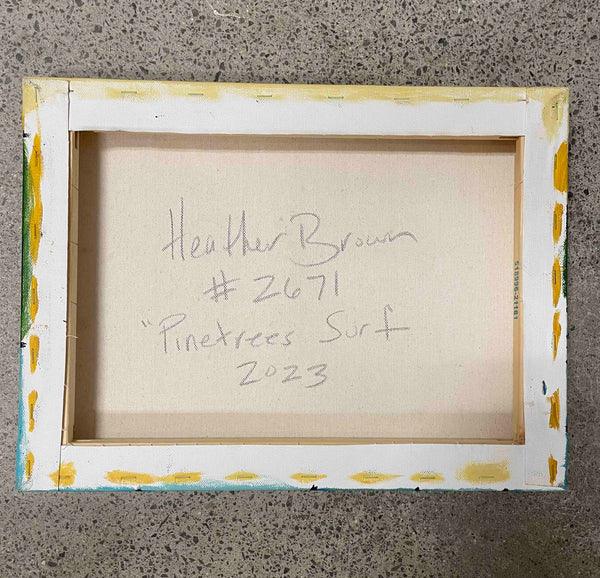 Heather Brown
# 2671
"Pinetrees Surf
2023